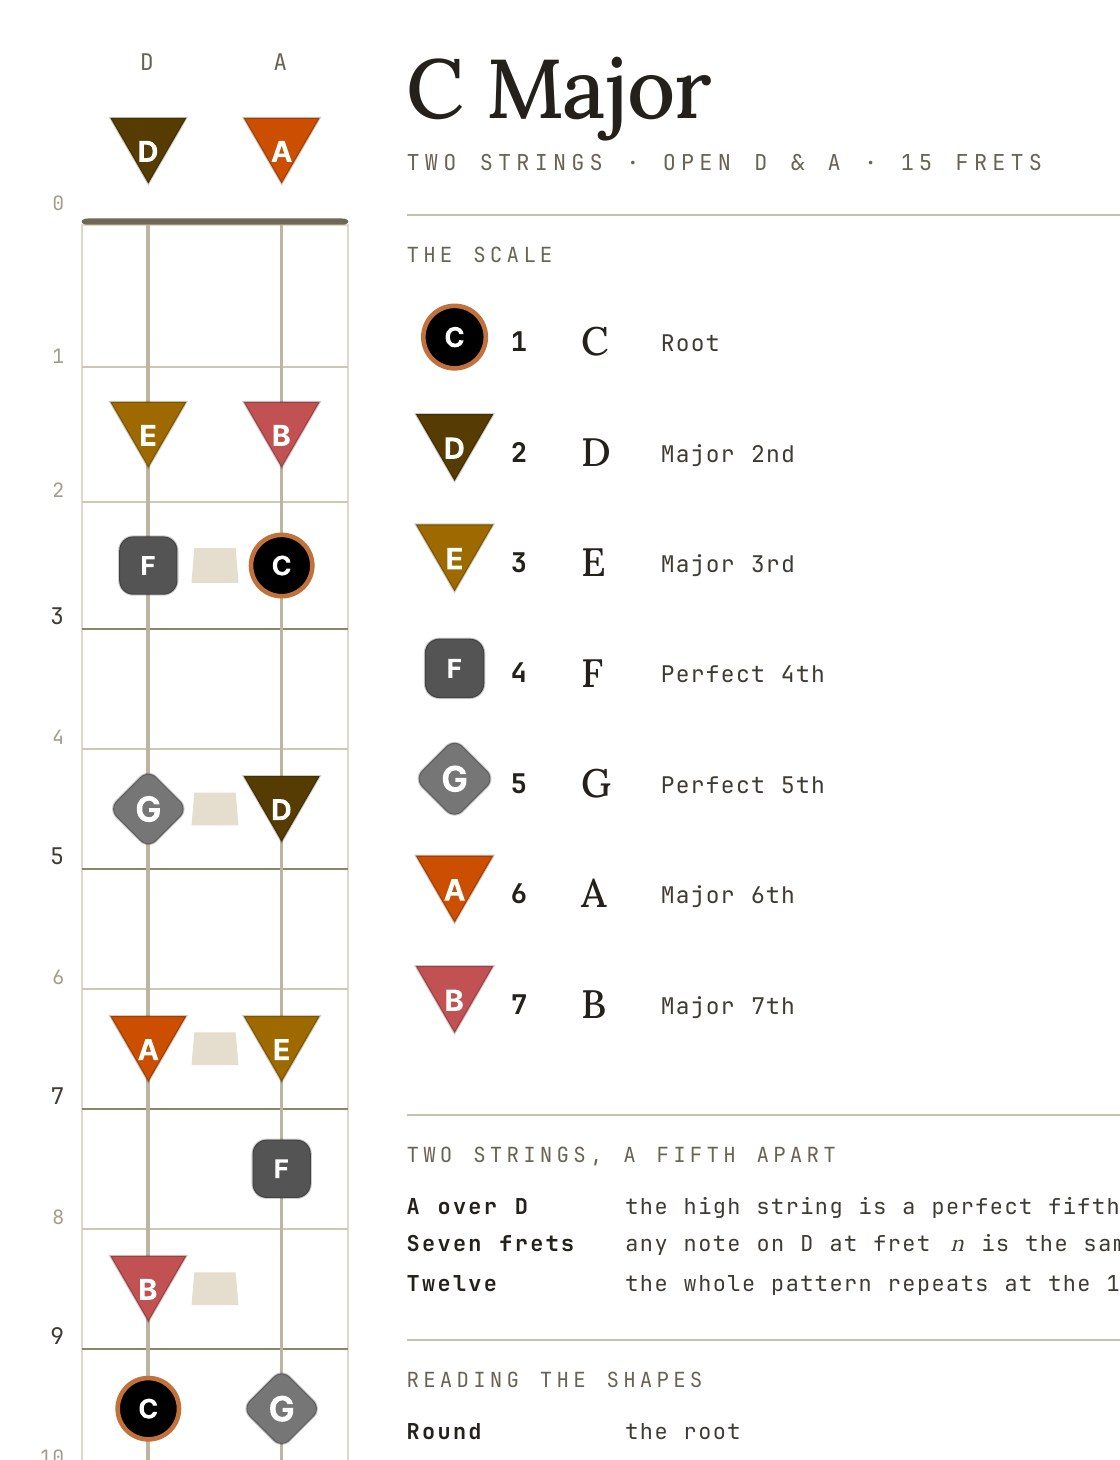 D A
D A
0
1
E B
2
F C
3
4
G D
5
6
A E
7
F
8
B
9
C G
10
C Major
TWO STRINGS · OPEN D & A · 15 FRETS
THE SCALE
C 1 C Root
D 2 D Major 2nd
E 3 E Major 3rd
F 4 F Perfect 4th
G 5 G Perfect 5th
A 6 A Major 6th
B 7 B Major 7th
TWO STRINGS, A FIFTH APART
A over D the high string is a perfect fifth
Seven frets any note on D at fret n is the
Twelve the whole pattern repeats at the
READING THE SHAPES
Round the root